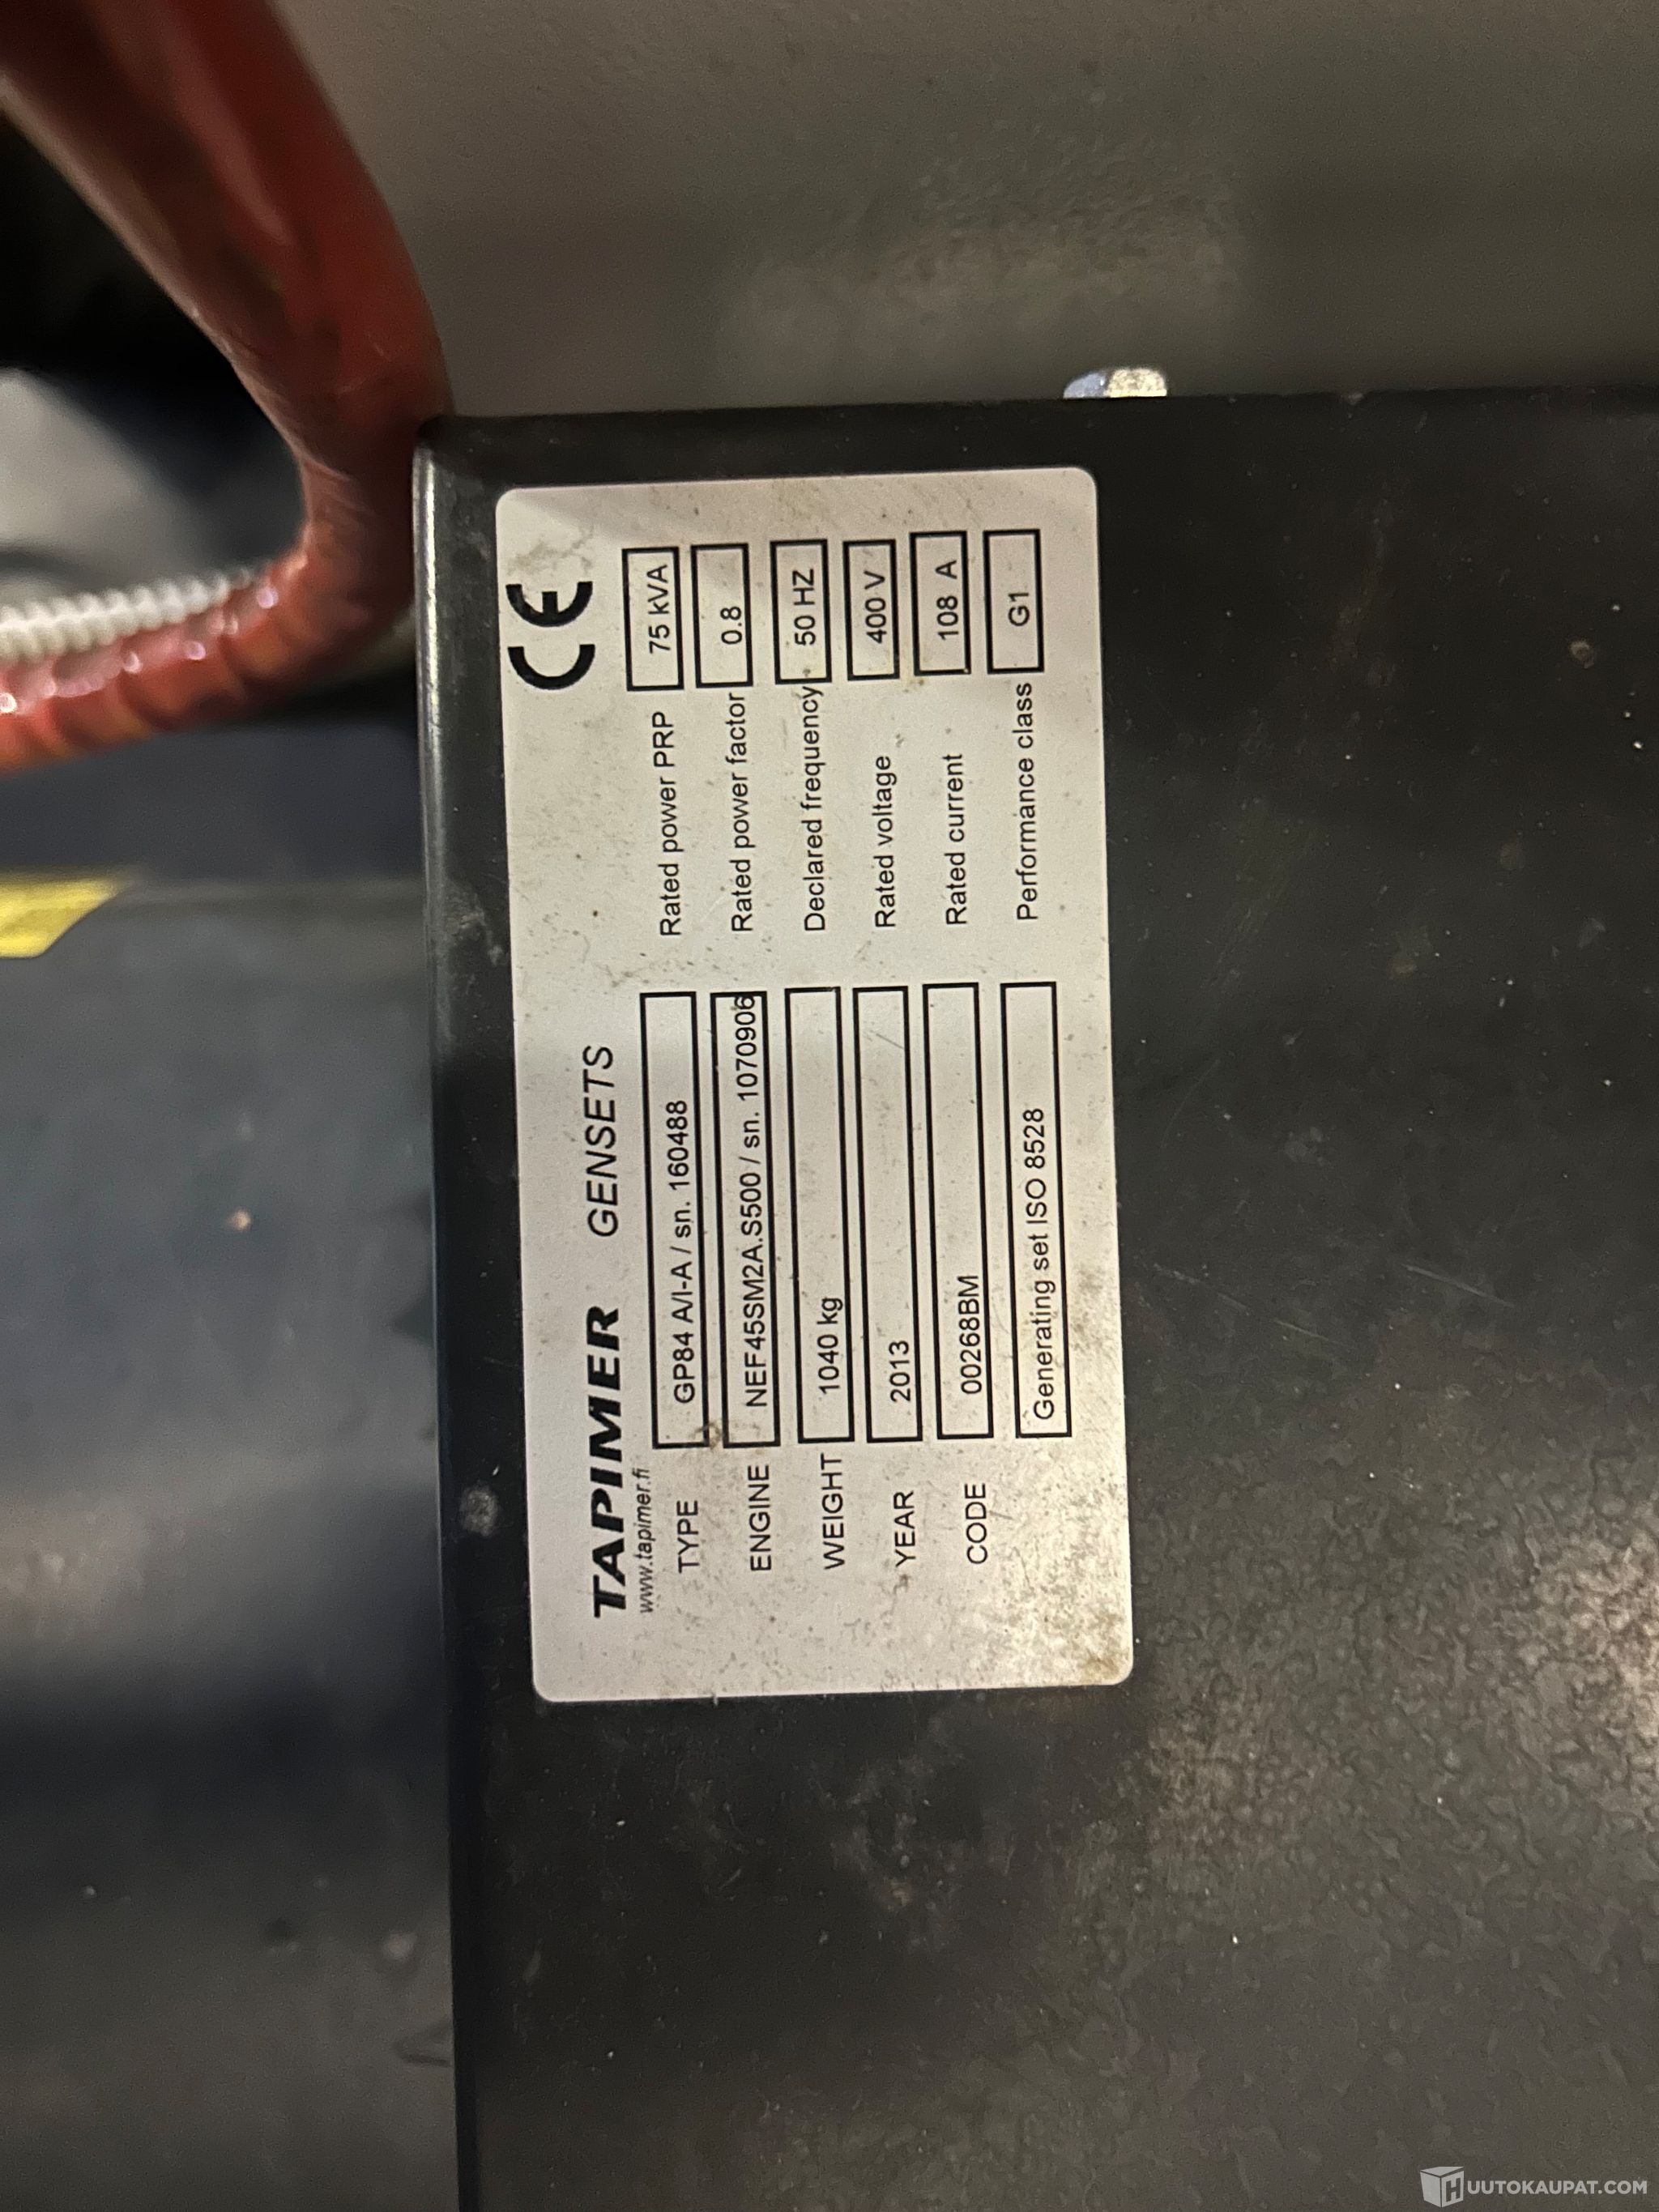 TAPIMER GENSETS CE
www.tapimer.fi
TYPE GP84 A/I-A / sn. 160488 Rated power PRP 75 kVA
ENGINE NEF45SM2A.S500 / sn. 1070906 Rated power factor 0.8
WEIGHT 1040 kg Declared frequency 50 HZ
YEAR 2013 Rated voltage 400 V
CODE 00268BM Rated current 108 A
Generating set ISO 8528 Performance class G1
HUUTOKAUPAT.COM